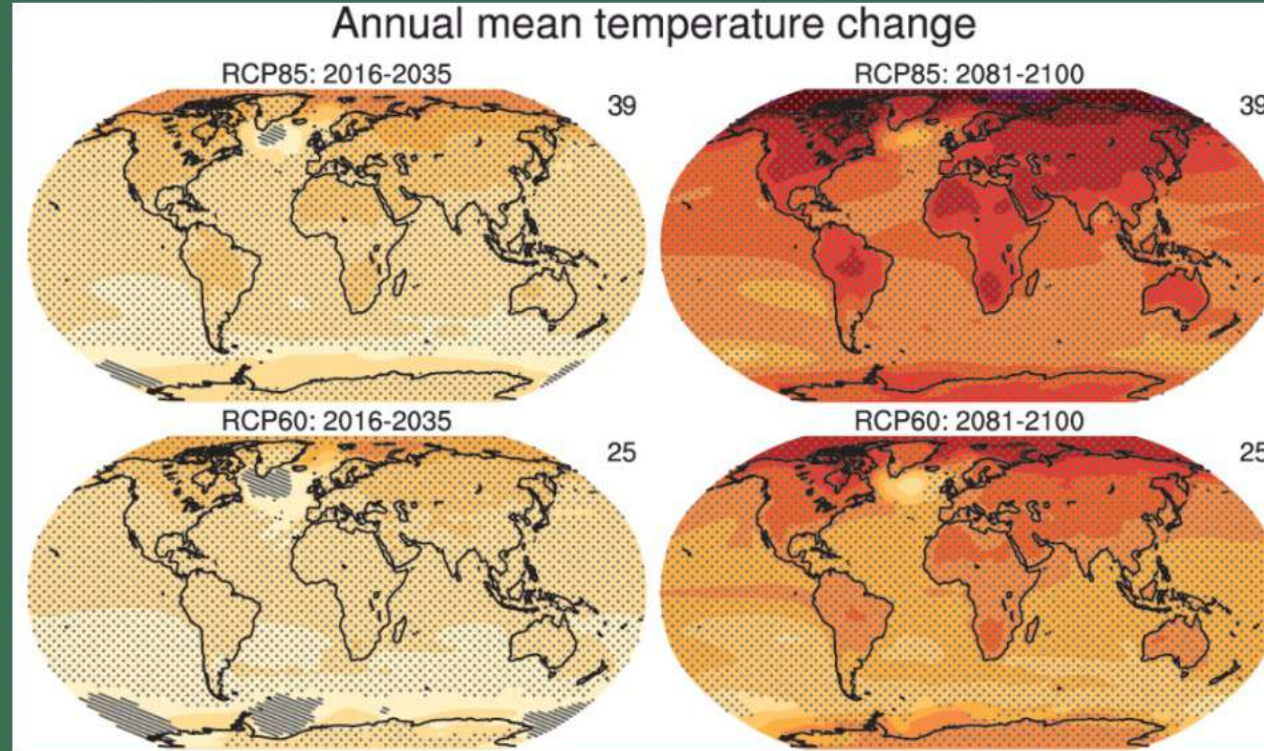 Annual mean temperature change
RCP85: 2016-2035
39
RCP85: 2081-2100
39
RCP60: 2016-2035
25
RCP60: 2081-2100
25